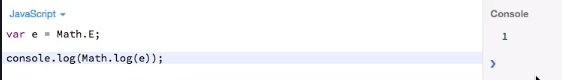 JavaScript
Console
var e = Math.E;
1
console.log(Math.log(e));